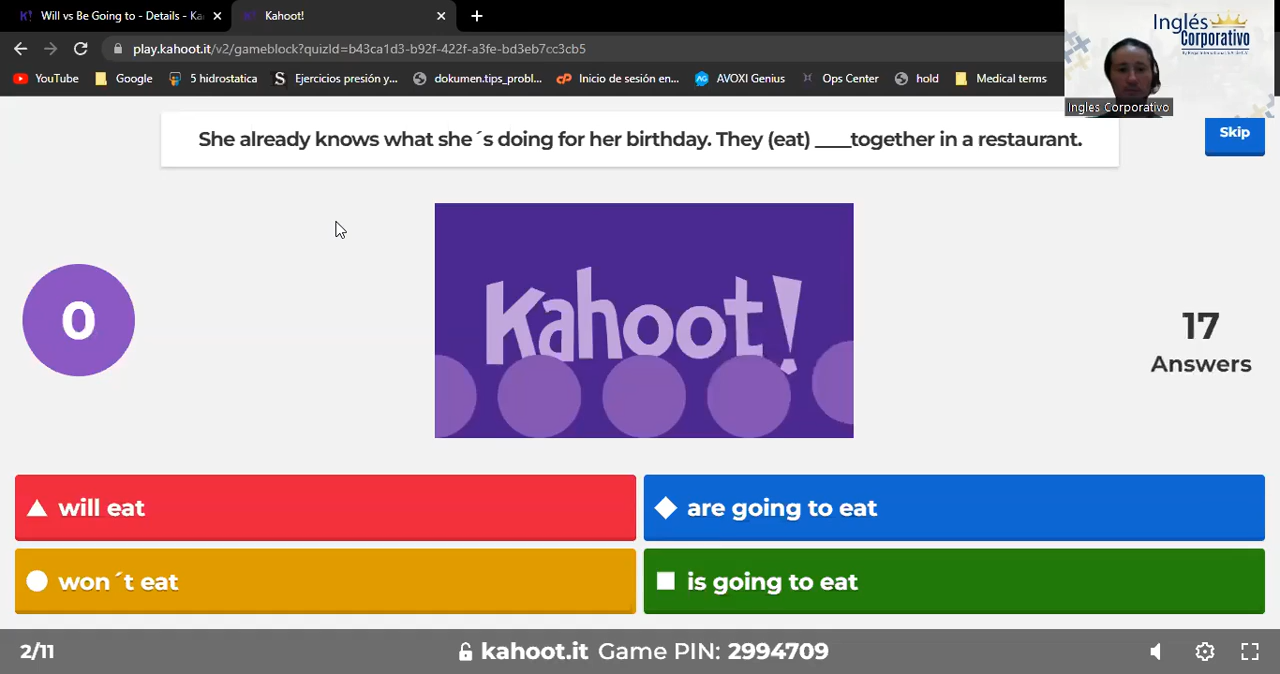 Will vs Be Going to - Details - Ka
Kahoot!
play.kahoot.it/v2/gameblock?quizId=b43ca1d3-b92f-422f-a3fe-bd3eb7cc3cb5
YouTube
Google
5 hidrostatica
Ejercicios presión y...
dokumen.tips_probl...
Inicio de sesión en...
AVOXI Genius
Ops Center
hold
Medical terms
Inglés
Corporativo
Ingles Corporativo
She already knows what she´s doing for her birthday. They (eat) ____together in a restaurant.
Skip
0
Kahoot!
17
Answers
will eat
are going to eat
won´t eat
is going to eat
2/11
kahoot.it Game PIN: 2994709